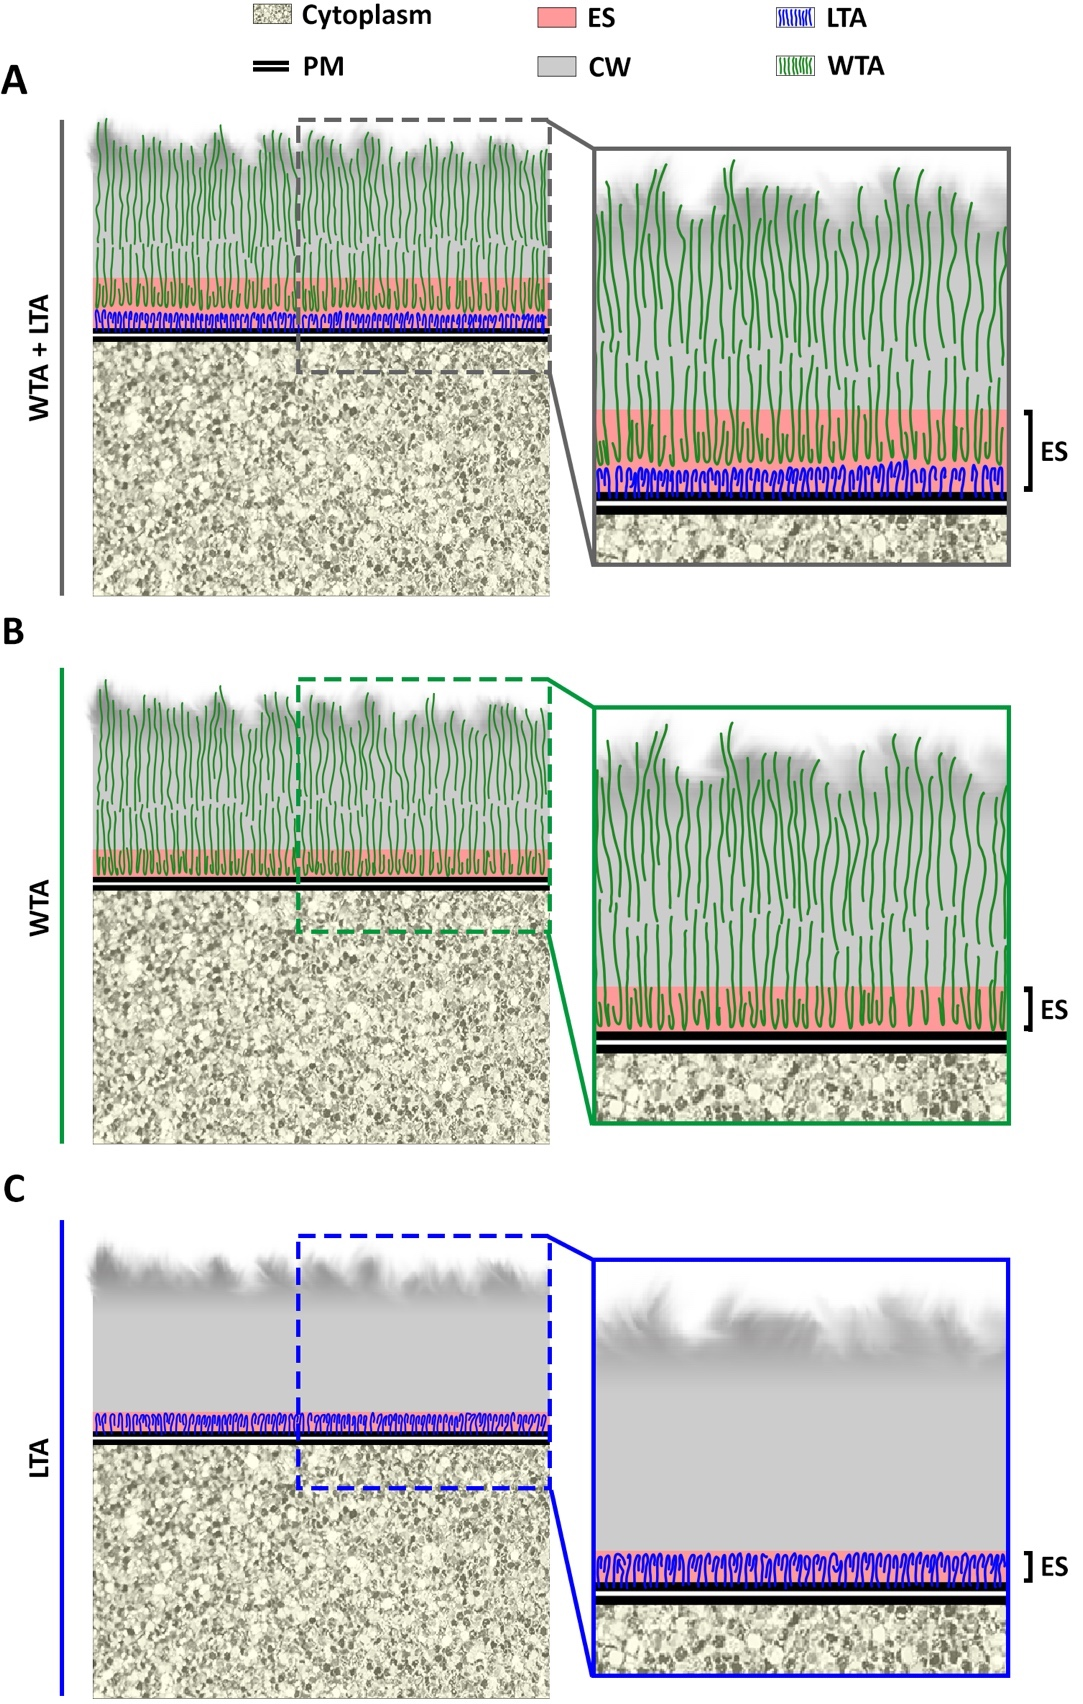 Cytoplasm ES LTA
PM CW WTA
A
WTA + LTA
ES
B
WTA
ES
C
LTA
ES